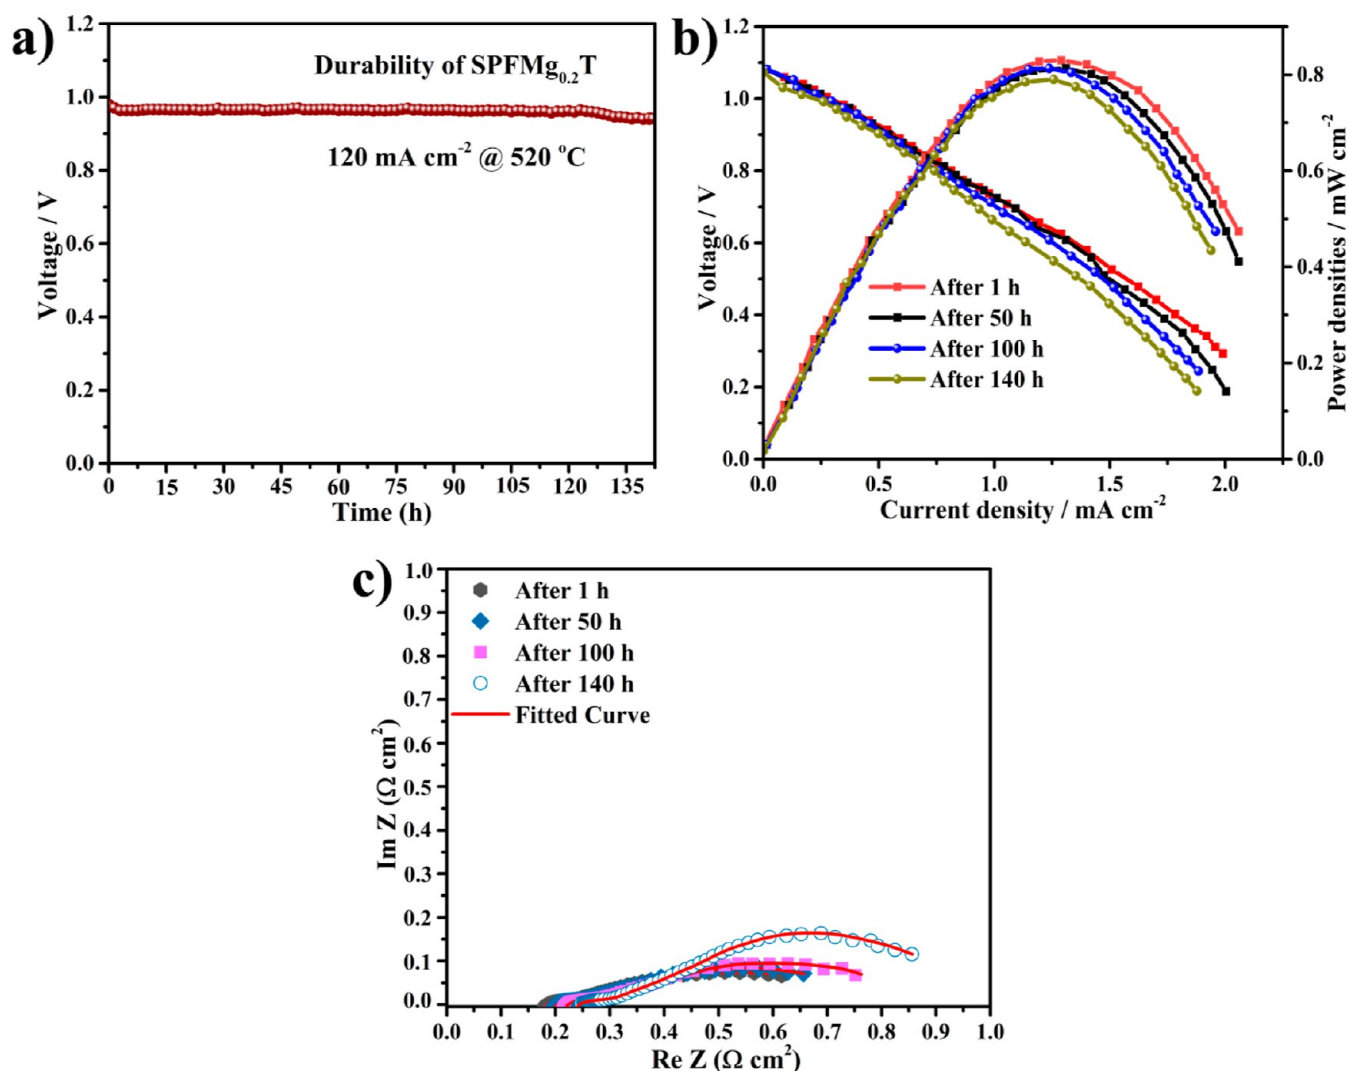 a)
Durability of SPFMg0.2T
120 mA cm-2 @ 520 oC
Voltage / V
1.2
1.0
0.8
0.6
0.4
0.2
0.0
0 15 30 45 60 75 90 105 120 135
Time (h)
b)
Voltage / V
1.2
1.0
0.8
0.6
0.4
0.2
0.0
After 1 h
After 50 h
After 100 h
After 140 h
0.8
0.6
0.4
0.2
0.0
Power densities / mW cm-2
0.0 0.5 1.0 1.5 2.0
Current density / mA cm-2
c)
Im Z (Ω cm2)
1.0
0.9
0.8
0.7
0.6
0.5
0.4
0.3
0.2
0.1
0.0
After 1 h
After 50 h
After 100 h
After 140 h
Fitted Curve
0.0 0.1 0.2 0.3 0.4 0.5 0.6 0.7 0.8 0.9 1.0
Re Z (Ω cm2)